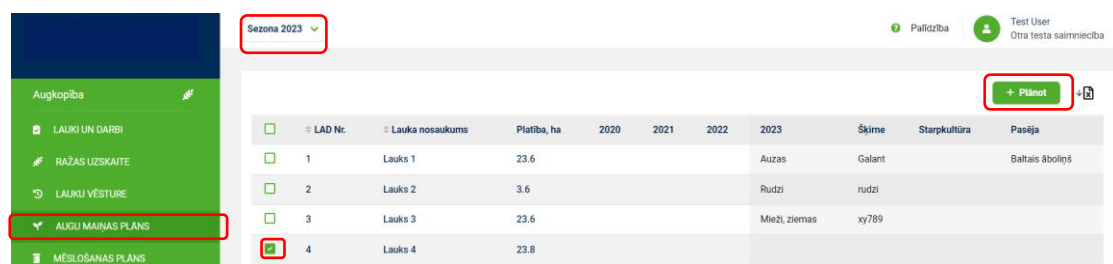 Sezona 2023
Palīdzība
Test User
Otra testa saimniecība
Augkopība
+ Plānot
LAUKI UN DARBI
RAŽAS UZSKAITE
LAUKU VĒSTURE
AUGU MAIŅAS PLĀNS
MĒSLOŠANAS PLĀNS
LAD Nr. Lauka nosaukums Platība, ha 2020 2021 2022 2023 Šķirne Starpkultūra Pasēja
1 Lauks 1 23.6 Auzas Galant Baltais āboliņš
2 Lauks 2 3.6 Rudzi rudzi
3 Lauks 3 23.6 Mieži, ziemas xy789
4 Lauks 4 23.8